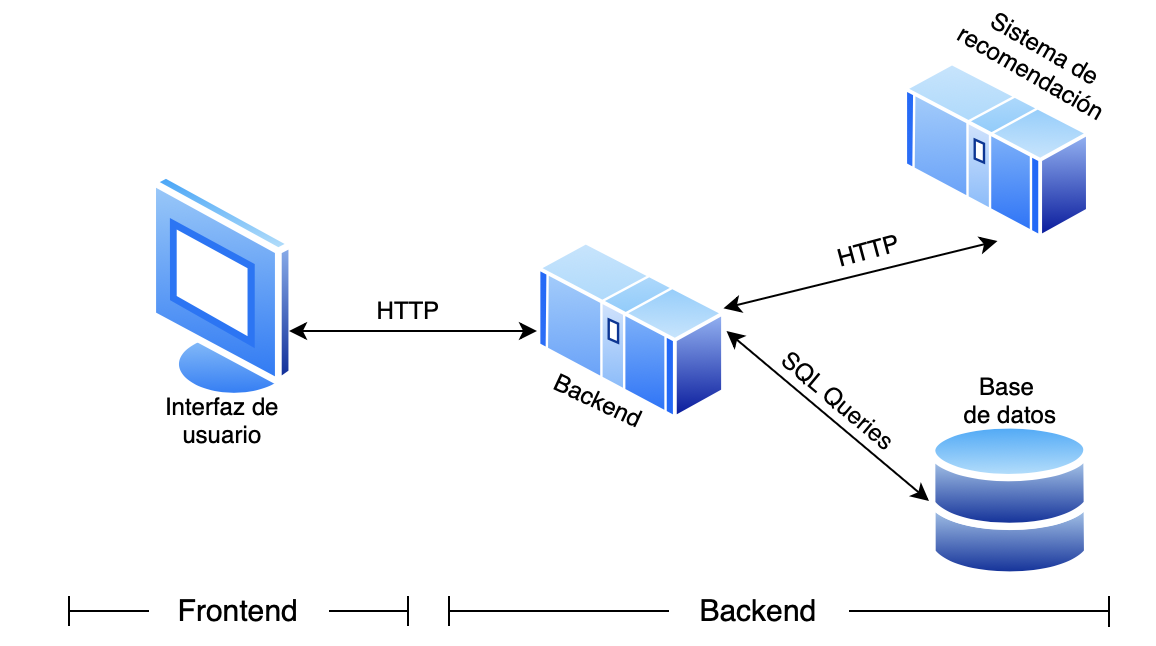 Sistema de
recomendación
HTTP
HTTP
Backend
SQL Queries
Interfaz de
usuario
Base
de datos
Frontend
Backend